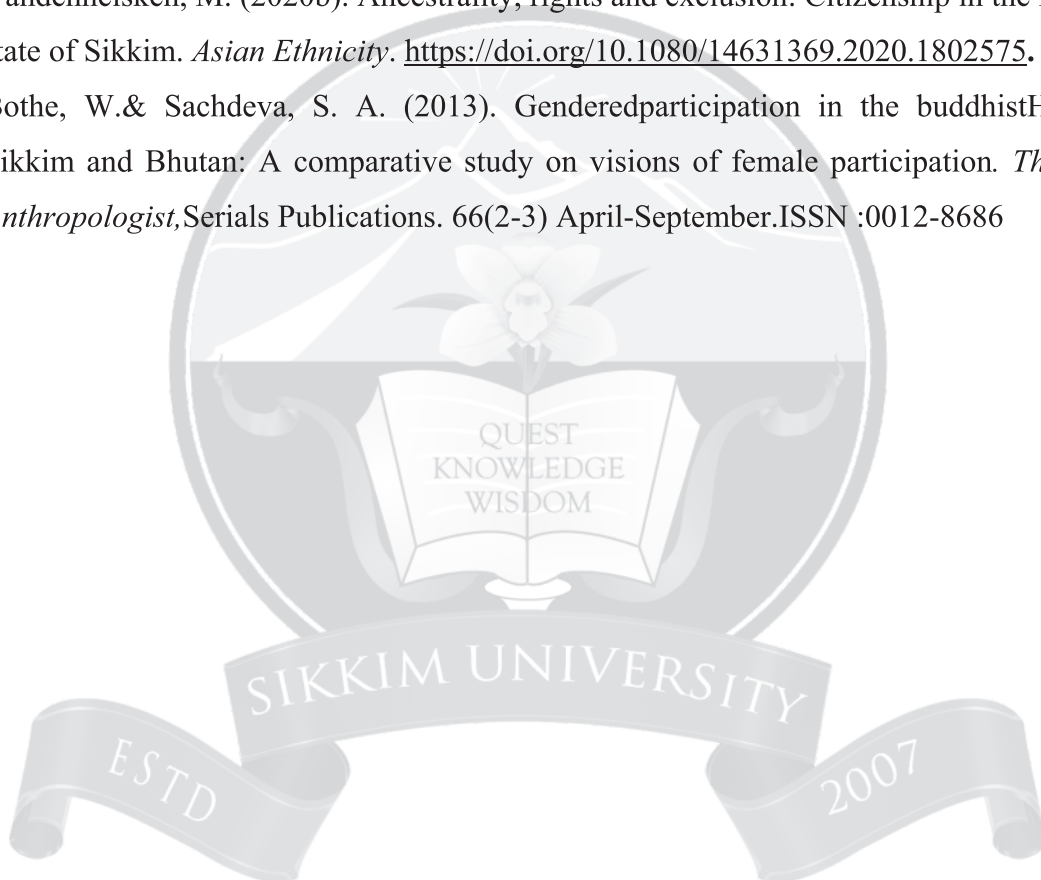 andenhelsken, M. (2020b). Ancestrality, rights and exclusion: Citizenship in the
tate of Sikkim. Asian Ethnicity. https://doi.org/10.1080/14631369.2020.1802575.
Bothe, W.& Sachdeva, S. A. (2013). Genderedparticipation in the buddhistH
ikkim and Bhutan: A comparative study on visions of female participation. Th
nthropologist,Serials Publications. 66(2-3) April-September.ISSN :0012-8686
QUEST
KNOWLEDGE
WISDOM
SIKKIM UNIVERSITY
ESTD
2007